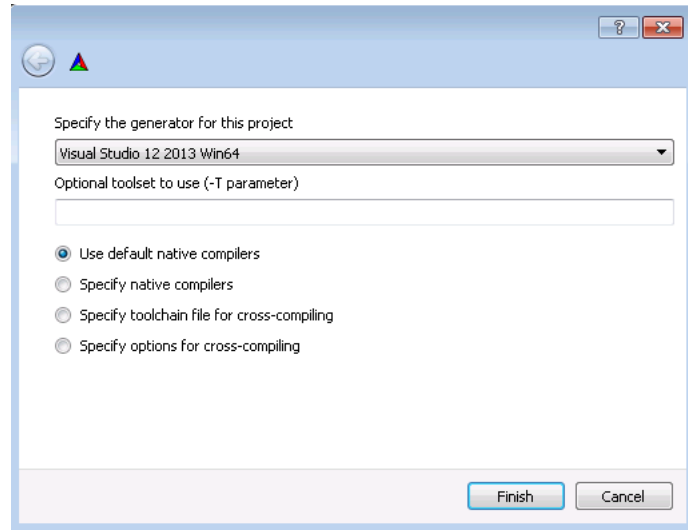 Specify the generator for this project
Visual Studio 12 2013 Win64
Optional toolset to use (-T parameter)
Use default native compilers
Specify native compilers
Specify toolchain file for cross-compiling
Specify options for cross-compiling
Finish Cancel